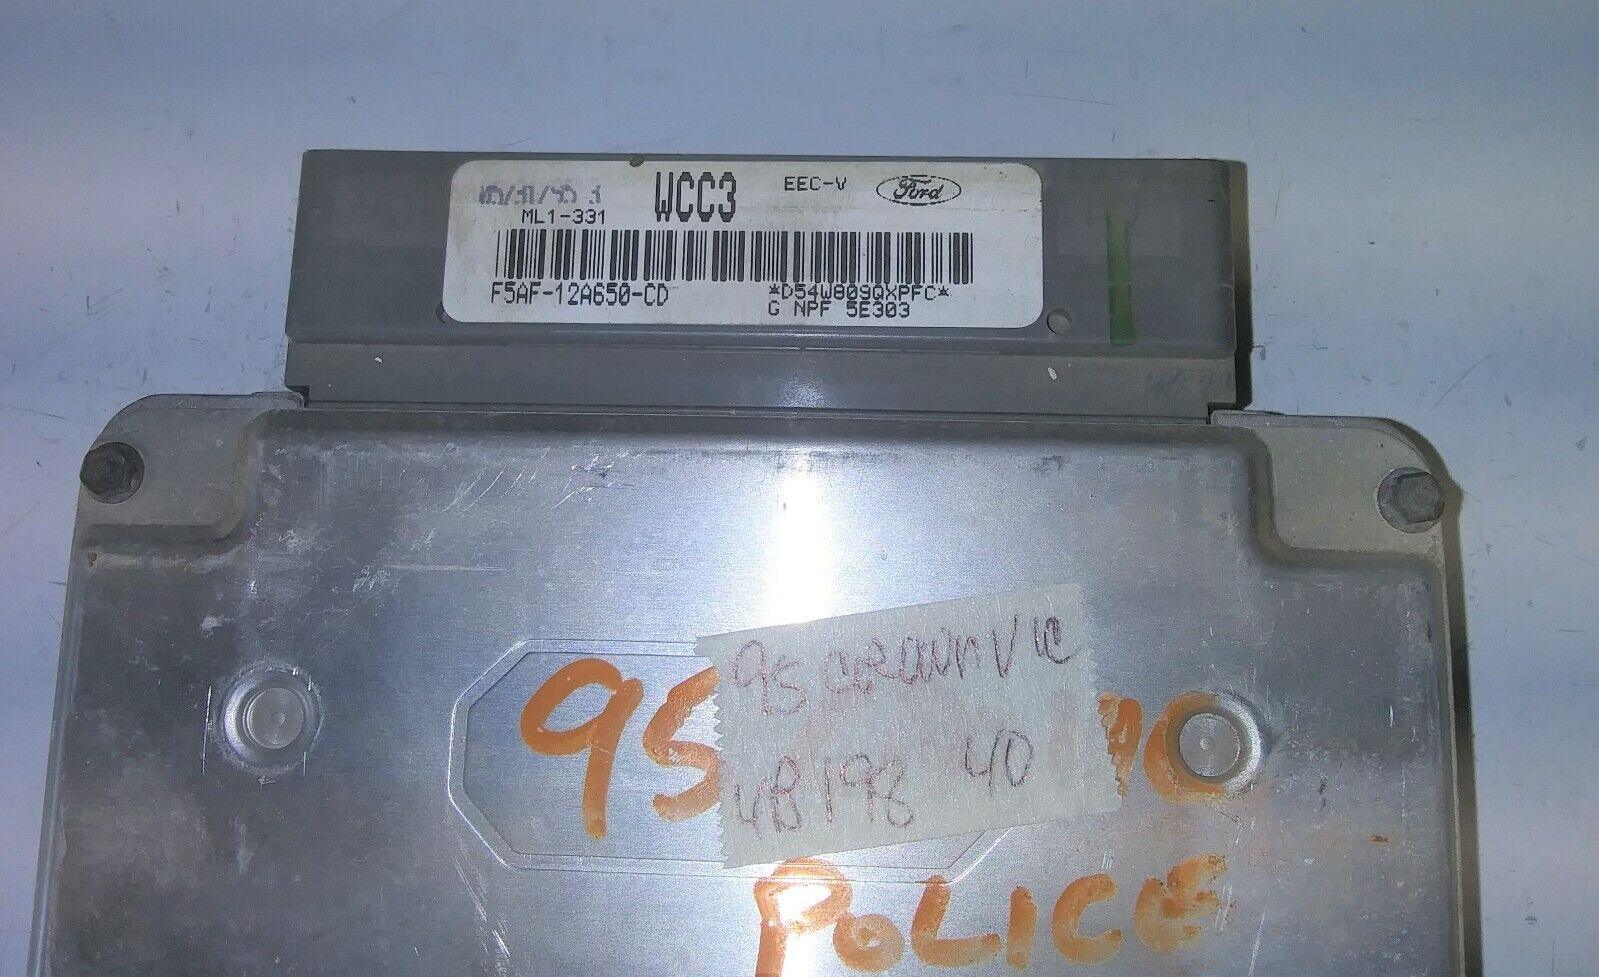 WCC3 EEC-V Ford
ML1-331
F5AF-12A650-CD *D54W809QXPFC*
G NPF 5E303
95 CROWN VIC
4B198 40
95
POLICE